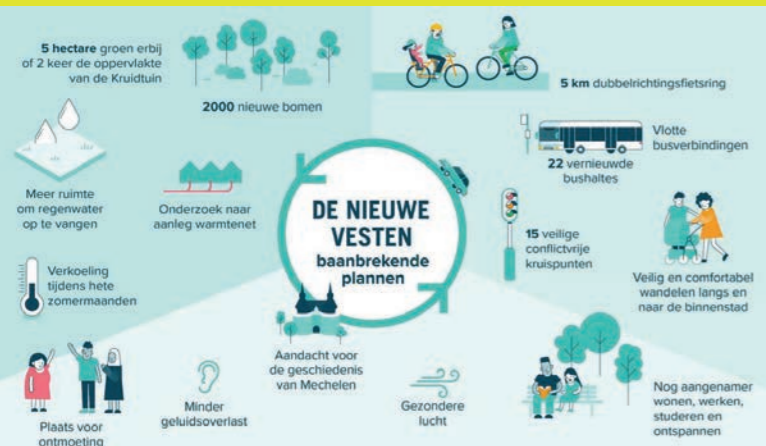 5 hectare groen erbij
of 2 keer de oppervlakte
van de Kruidtuin
2000 nieuwe bomen
5 km dubbelrichtingsfietsring
Vlotte
busverbindingen
22 vernieuwde
bushaltes
Meer ruimte
om regenwater
op te vangen
Onderzoek naar
aanleg warmtenet
DE NIEUWE
VESTEN
baanbrekende
plannen
15 veilige
conflictvrije
kruispunten
Veilig en comfortabel
wandelen langs en
naar de binnenstad
Verkoeling
tijdens hete
zomermaanden
Aandacht voor
de geschiedenis
van Mechelen
Plaats voor
ontmoeting
Minder
geluidsoverlast
Gezondere
lucht
Nog aangenamer
wonen, werken,
studeren en
ontspannen